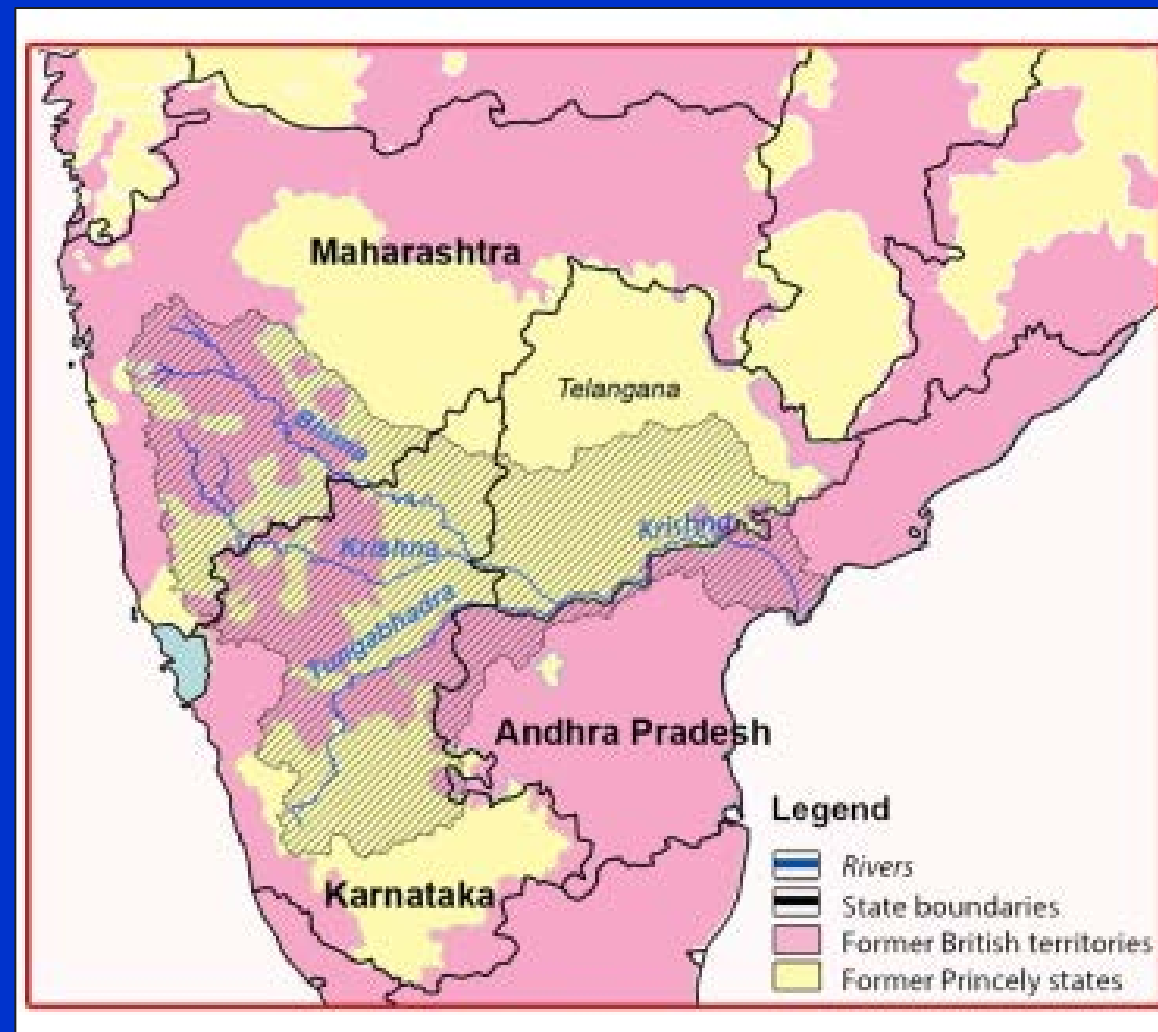 Maharashtra
Telangana
Bhima
Krishna
Krishna
Tungabhadra
Andhra Pradesh
Karnataka
Legend
Rivers
State boundaries
Former British territories
Former Princely states